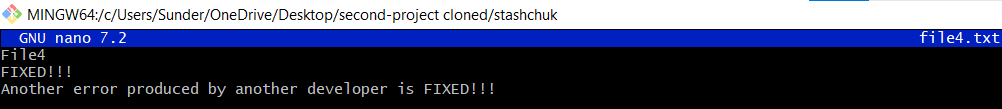 MINGW64:/c/Users/Sunder/OneDrive/Desktop/second-project cloned/stashchuk
GNU nano 7.2 file4.txt
File4
FIXED!!!
Another error produced by another developer is FIXED!!!